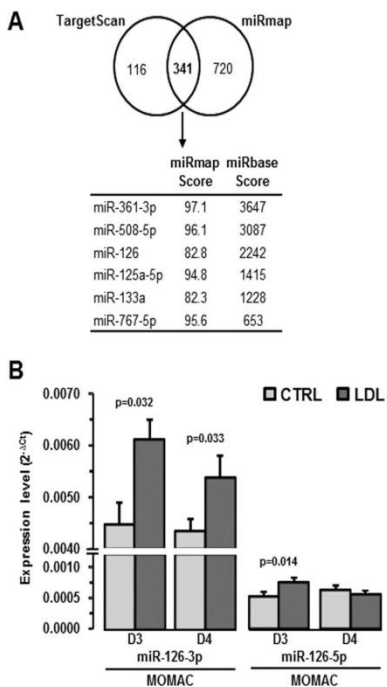 A
TargetScan
miRmap
116
341
720
miRmap Score
miRbase Score
miR-361-3p 97.1 3647
miR-508-5p 96.1 3087
miR-126 82.8 2242
miR-125a-5p 94.8 1415
miR-133a 82.3 1228
miR-767-5p 95.6 653
B
Expression level (2-ΔCt)
0.0070
0.0060
0.0050
0.0040
0.0015
0.0010
0.0005
0.0000
CTRL LDL
p=0.032
p=0.033
p=0.014
D3 D4 D3 D4
miR-126-3p miR-126-5p
MOMAC MOMAC